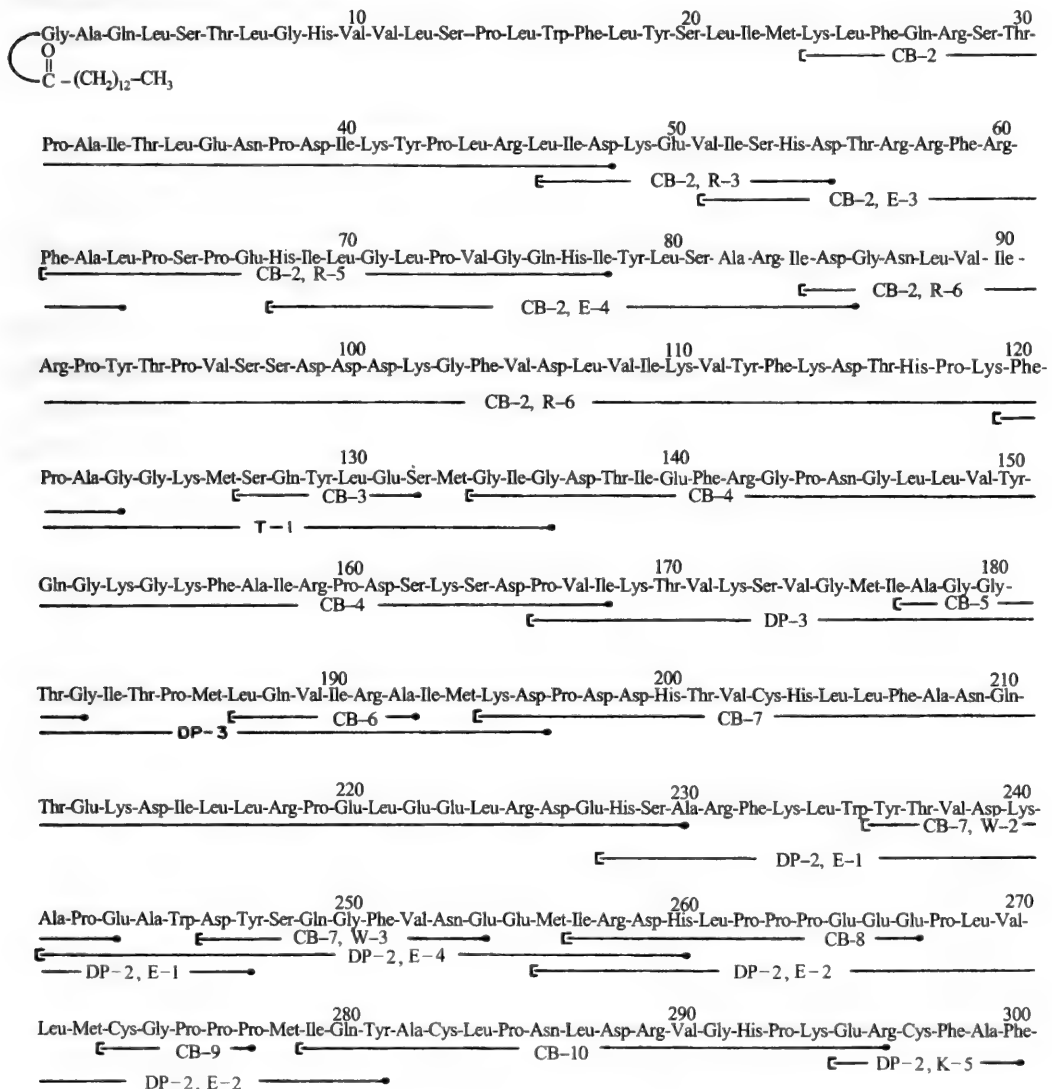 10 20 30
Gly-Ala-Gln-Leu-Ser-Thr-Leu-Gly-His-Val-Val-Leu-Ser--Pro-Leu-Trp-Phe-Leu-Tyr-Ser-Leu-Ile-Met-Lys-Leu-Phe-Gln-Arg-Ser-Thr-
O
CB-2
C -(CH₂)₁₂-CH₃
40 50 60
Pro-Ala-Ile-Thr-Leu-Glu-Asn-Pro-Asp-Ile-Lys-Tyr-Pro-Leu-Arg-Leu-Ile-Asp-Lys-Glu-Val-Ile-Ser-His-Asp-Thr-Arg-Arg-Phe-Arg-
CB-2, R-3
CB-2, E-3
70 80 90
Phe-Ala-Leu-Pro-Ser-Pro-Glu-His-Ile-Leu-Gly-Leu-Pro-Val-Gly-Gln-His-Ile-Tyr-Leu-Ser- Ala-Arg- Ile-Asp-Gly-Asn-Leu-Val- Ile -
CB-2, R-5 CB-2, R-6
CB-2, E-4
100 110 120
Arg-Pro-Tyr-Thr-Pro-Val-Ser-Ser-Asp-Asp-Asp-Lys-Gly-Phe-Val-Asp-Leu-Val-Ile-Lys-Val-Tyr-Phe-Lys-Asp-Thr-His-Pro-Lys-Phe-
CB-2, R-6
130 140 150
Pro-Ala-Gly-Gly-Lys-Met-Ser-Gln-Tyr-Leu-Glu-Ser-Met-Gly-Ile-Gly-Asp-Thr-Ile-Glu-Phe-Arg-Gly-Pro-Asn-Gly-Leu-Leu-Val-Tyr-
CB-3 CB-4
T-1
160 170 180
Gln-Gly-Lys-Gly-Lys-Phe-Ala-Ile-Arg-Pro-Asp-Ser-Lys-Ser-Asp-Pro-Val-Ile-Lys-Thr-Val-Lys-Ser-Val-Gly-Met-Ile-Ala-Gly-Gly-
CB-4 CB-5
DP-3
190 200 210
Thr-Gly-Ile-Thr-Pro-Met-Leu-Gln-Val-Ile-Arg-Ala-Ile-Met-Lys-Asp-Pro-Asp-Asp-His-Thr-Val-Cys-His-Leu-Leu-Phe-Ala-Asn-Gln-
CB-6 CB-7
DP-3
220 230 240
Thr-Glu-Lys-Asp-Ile-Leu-Leu-Arg-Pro-Glu-Leu-Glu-Glu-Leu-Arg-Asp-Glu-His-Ser-Ala-Arg-Phe-Lys-Leu-Trp-Tyr-Thr-Val-Asp-Lys-
CB-7, W-2
DP-2, E-1
250 260 270
Ala-Pro-Glu-Ala-Trp-Asp-Tyr-Ser-Gln-Gly-Phe-Val-Asn-Glu-Glu-Met-Ile-Arg-Asp-His-Leu-Pro-Pro-Pro-Glu-Glu-Glu-Pro-Leu-Val-
CB-7, W-3 CB-8
DP-2, E-4
DP-2, E-1 DP-2, E-2
280 290 300
Leu-Met-Cys-Gly-Pro-Pro-Pro-Met-Ile-Gln-Tyr-Ala-Cys-Leu-Pro-Asn-Leu-Asp-Arg-Val-Gly-His-Pro-Lys-Glu-Arg-Cys-Phe-Ala-Phe-
CB-9 CB-10 DP-2, K-5
DP-2, E-2